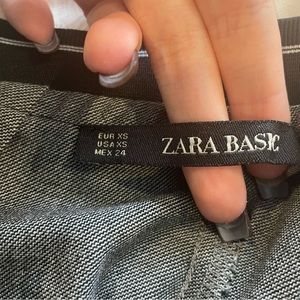 EUR XS
USA XS
MEX 24
ZARA BASIC